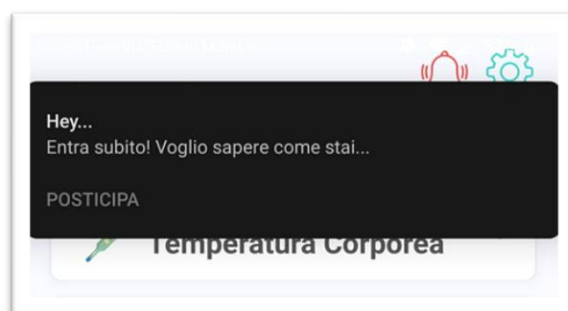 Hey...
Entra subito! Voglio sapere come stai...
POSTICIPA
Temperatura Corporea